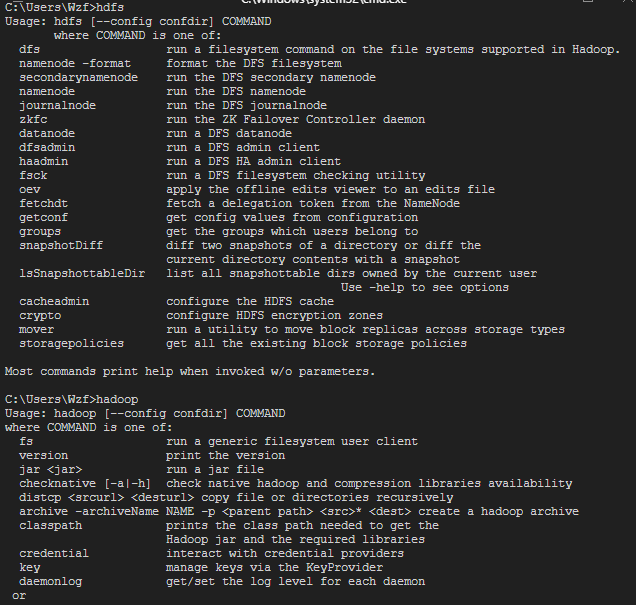 C:\Windows\system32\cmd.exe
C:\Users\Wzf>hdfs
Usage: hdfs [--config confdir] COMMAND
       where COMMAND is one of:
  dfs                  run a filesystem command on the file systems supported in Hadoop.
  namenode -format     format the DFS filesystem
  secondarynamenode    run the DFS secondary namenode
  namenode             run the DFS namenode
  journalnode          run the DFS journalnode
  zkfc                 run the ZK Failover Controller daemon
  datanode             run a DFS datanode
  dfsadmin             run a DFS admin client
  haadmin              run a DFS HA admin client
  fsck                 run a DFS filesystem checking utility
  oev                  apply the offline edits viewer to an edits file
  fetchdt              fetch a delegation token from the NameNode
  getconf              get config values from configuration
  groups               get the groups which users belong to
  snapshotDiff         diff two snapshots of a directory or diff the
                       current directory contents with a snapshot
  lsSnapshottableDir   list all snapshottable dirs owned by the current user
                                                Use -help to see options
  cacheadmin           configure the HDFS cache
  crypto               configure HDFS encryption zones
  mover                run a utility to move block replicas across storage types
  storagepolicies      get all the existing block storage policies

Most commands print help when invoked w/o parameters.

C:\Users\Wzf>hadoop
Usage: hadoop [--config confdir] COMMAND
where COMMAND is one of:
  fs                   run a generic filesystem user client
  version              print the version
  jar <jar>            run a jar file
  checknative [-a|-h]  check native hadoop and compression libraries availability
  distcp <srcurl> <desturl> copy file or directories recursively
  archive -archiveName NAME -p <parent path> <src>* <dest> create a hadoop archive
  classpath            prints the class path needed to get the
                       Hadoop jar and the required libraries
  credential           interact with credential providers
  key                  manage keys via the KeyProvider
  daemonlog            get/set the log level for each daemon
 or